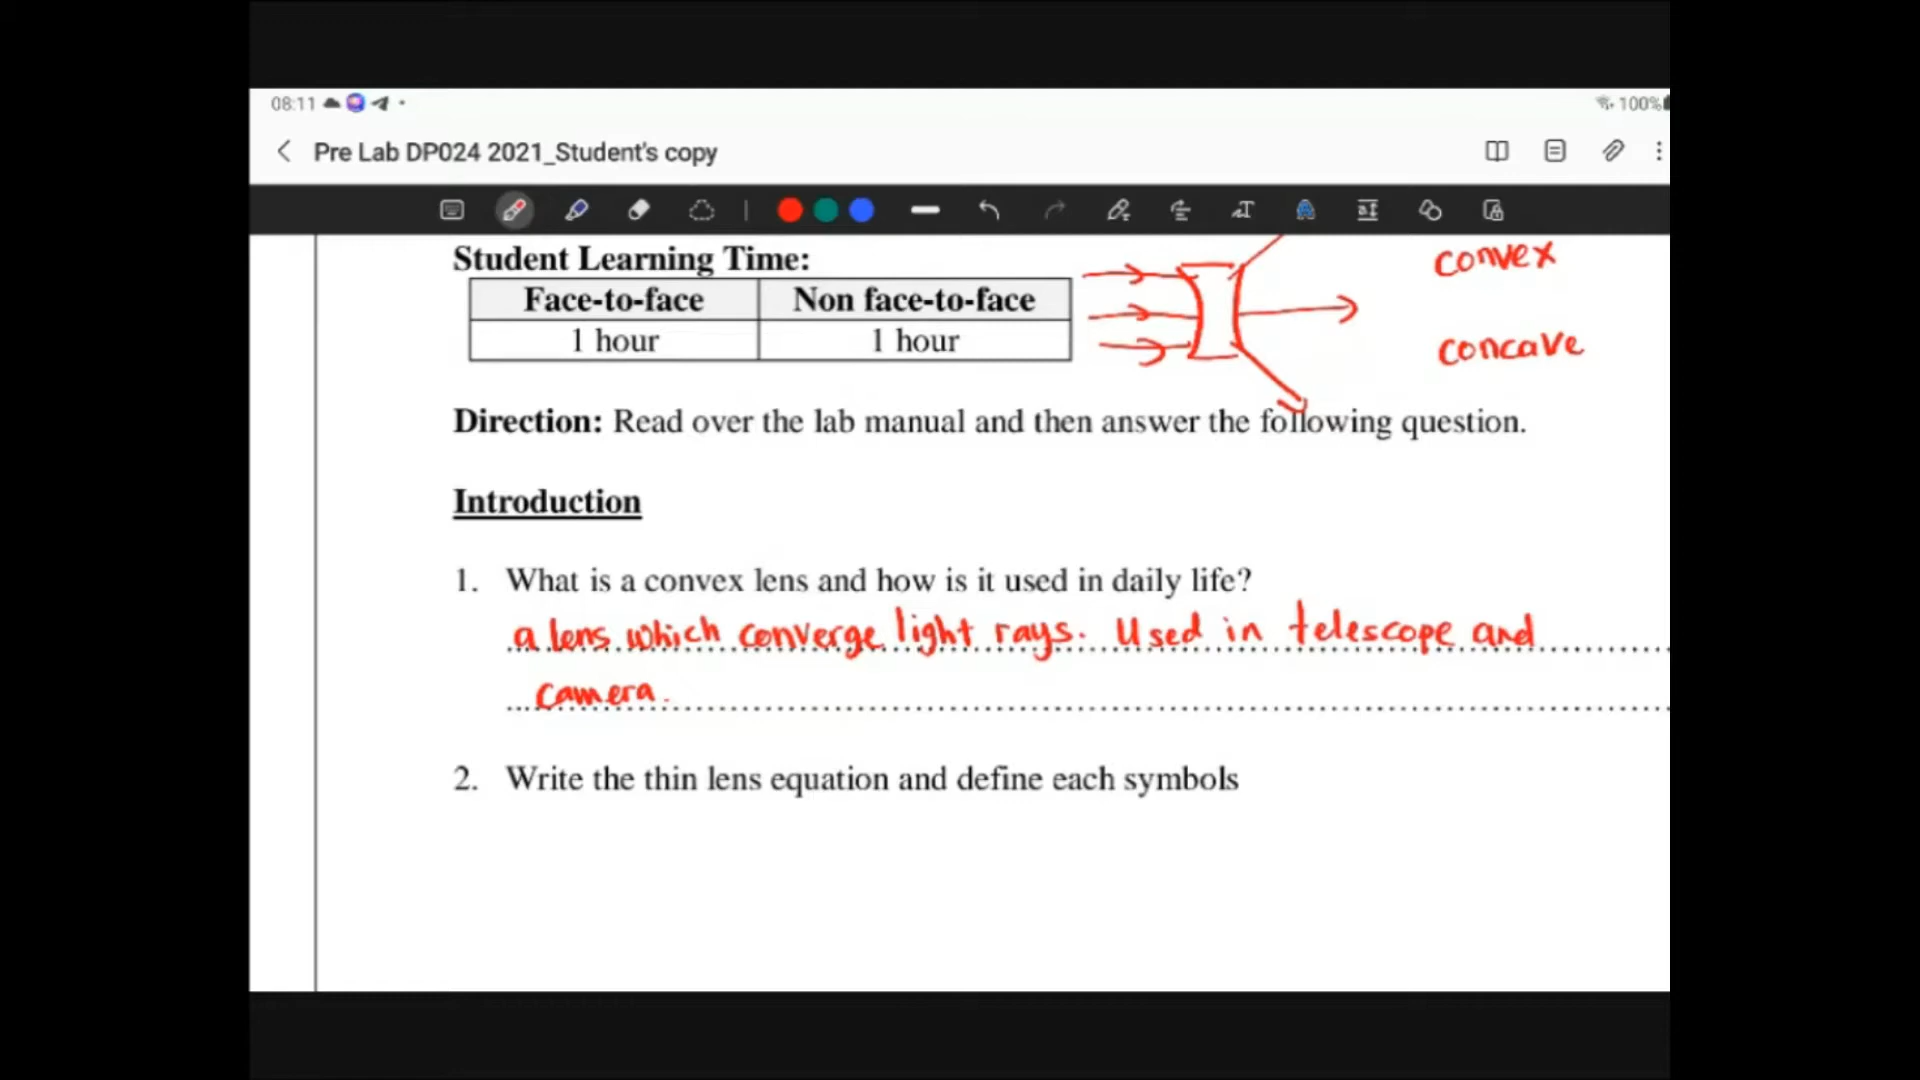 08:11
100%
Pre Lab DP024 2021_Student's copy
Student Learning Time:
Face-to-face Non face-to-face
1 hour 1 hour
convex
concave
Direction: Read over the lab manual and then answer the following question.
Introduction
1. What is a convex lens and how is it used in daily life?
a lens which converge light rays. Used in telescope and
camera.
2. Write the thin lens equation and define each symbols